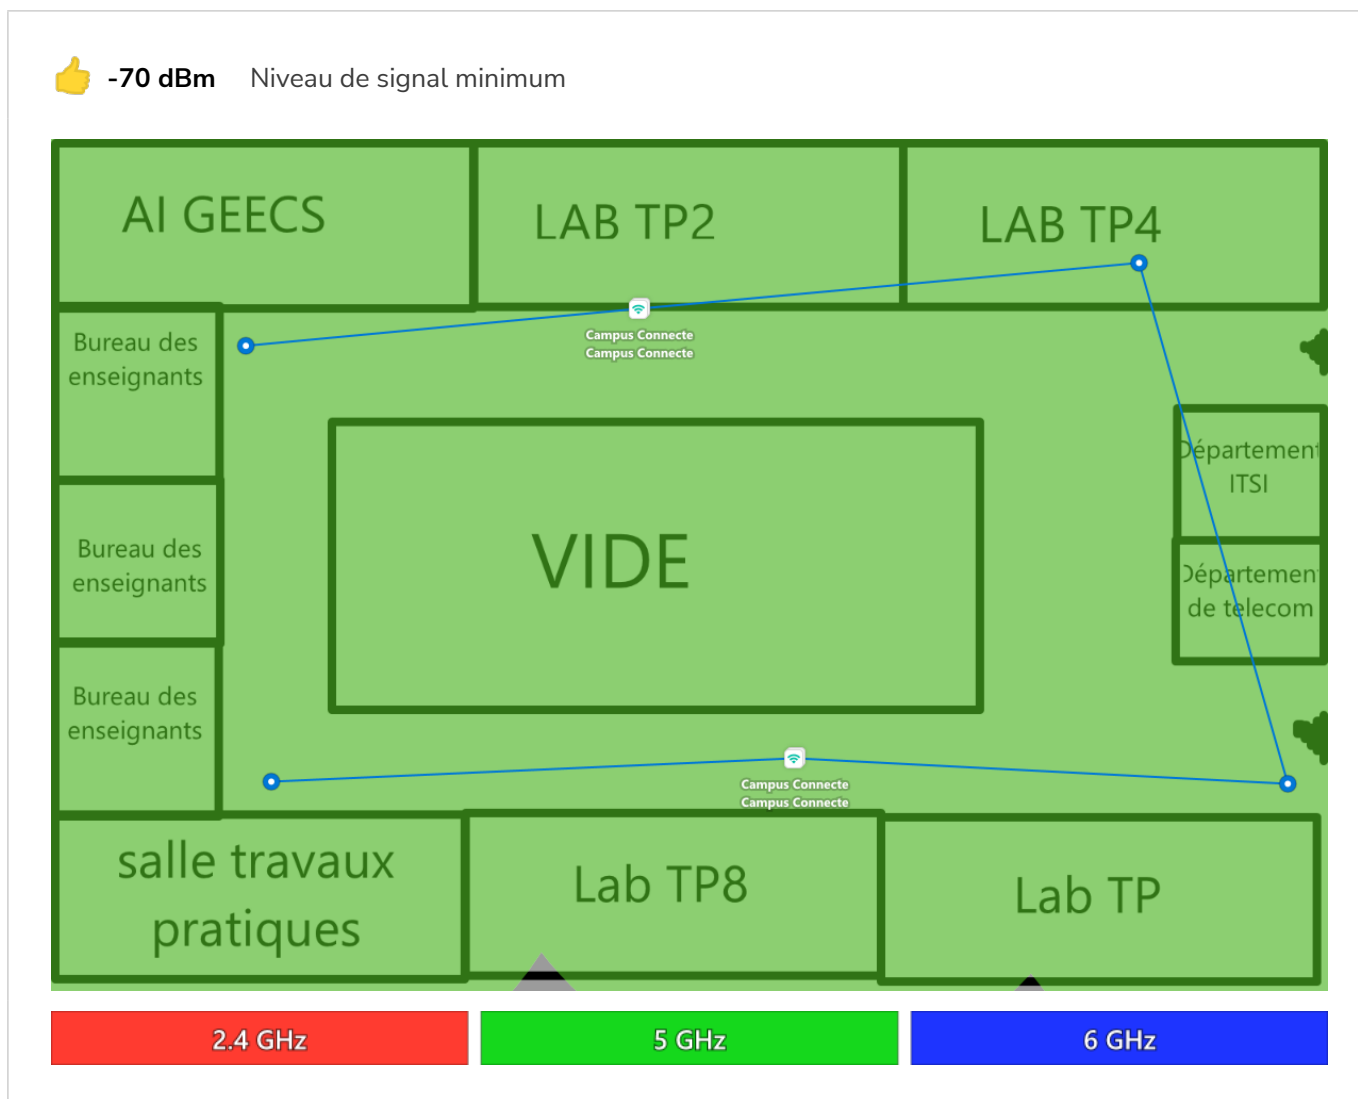 -70 dBm Niveau de signal minimum
AI GEECS
LAB TP2
LAB TP4
Campus Connecte
Campus Connecte
Bureau des
enseignants
Département
ITSI
VIDE
Bureau des
enseignants
Département
de telecom
Bureau des
enseignants
Campus Connecte
Campus Connecte
salle travaux
pratiques
Lab TP8
Lab TP
2.4 GHz
5 GHz
6 GHz